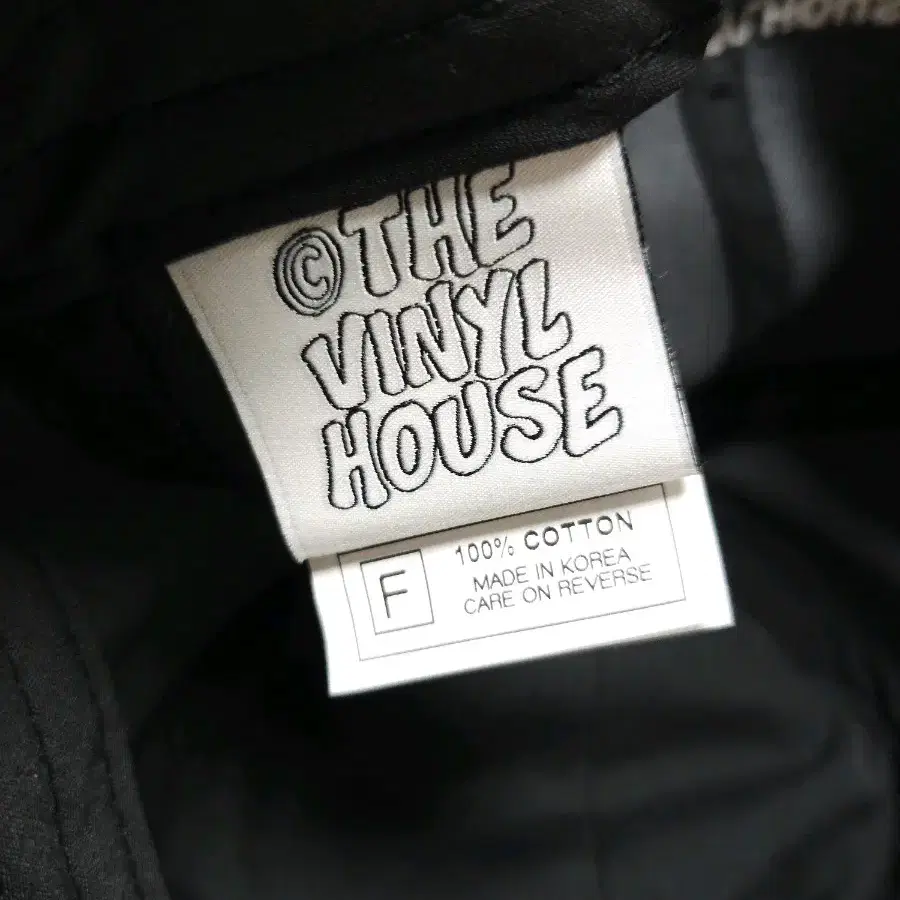 ©THE
VINYL
HOUSE
F
100% COTTON
MADE IN KOREA
CARE ON REVERSE